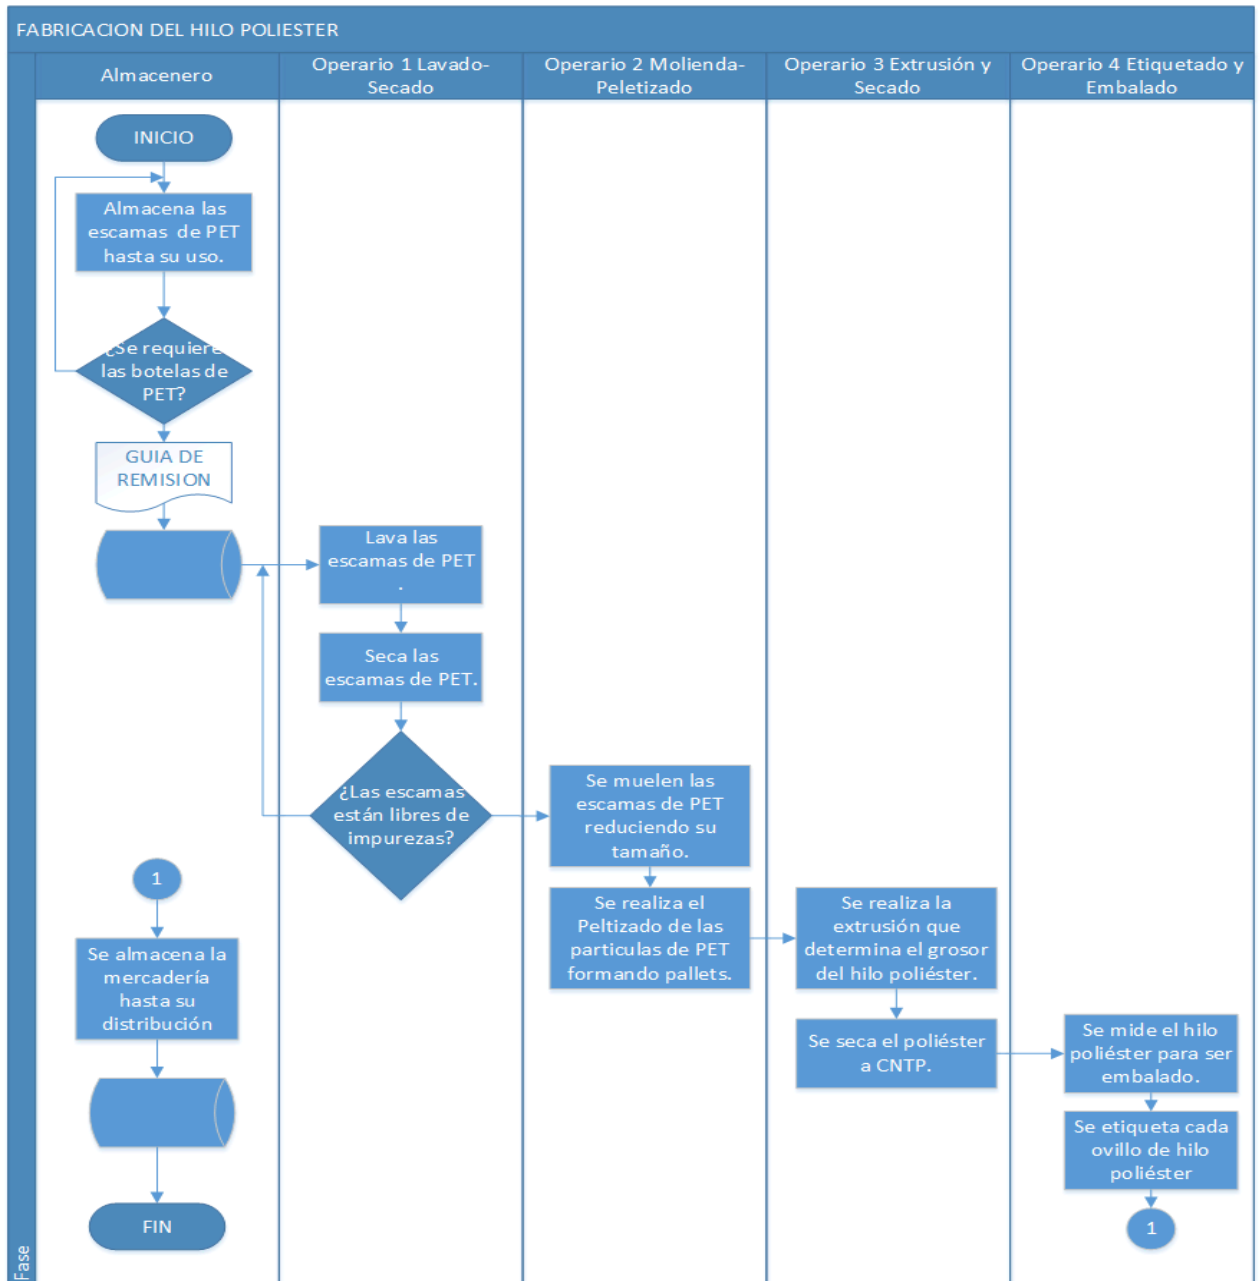 FABRICACION DEL HILO POLIESTER
Almacenero
Operario 1 Lavado-
Secado
Operario 2 Molienda-
Peletizado
Operario 3 Extrusión y
Secado
Operario 4 Etiquetado y
Embalado
INICIO
Almacena las
escamas de PET
hasta su uso.
¿Se requiere
las botelas de
PET?
GUIA DE
REMISION
Lava las
escamas de PET
.
Seca las
escamas de PET.
¿Las escamas
están libres de
impurezas?
Se muelen las
escamas de PET
reduciendo su
tamaño.
Se realiza el
Peltizado de las
particulas de PET
formando pallets.
Se realiza la
extrusión que
determina el grosor
del hilo poliéster.
Se seca el poliéster
a CNTP.
Se mide el hilo
poliéster para ser
embalado.
Se etiqueta cada
ovillo de hilo
poliéster
1
1
Se almacena la
mercadería
hasta su
distribución
FIN
Fase